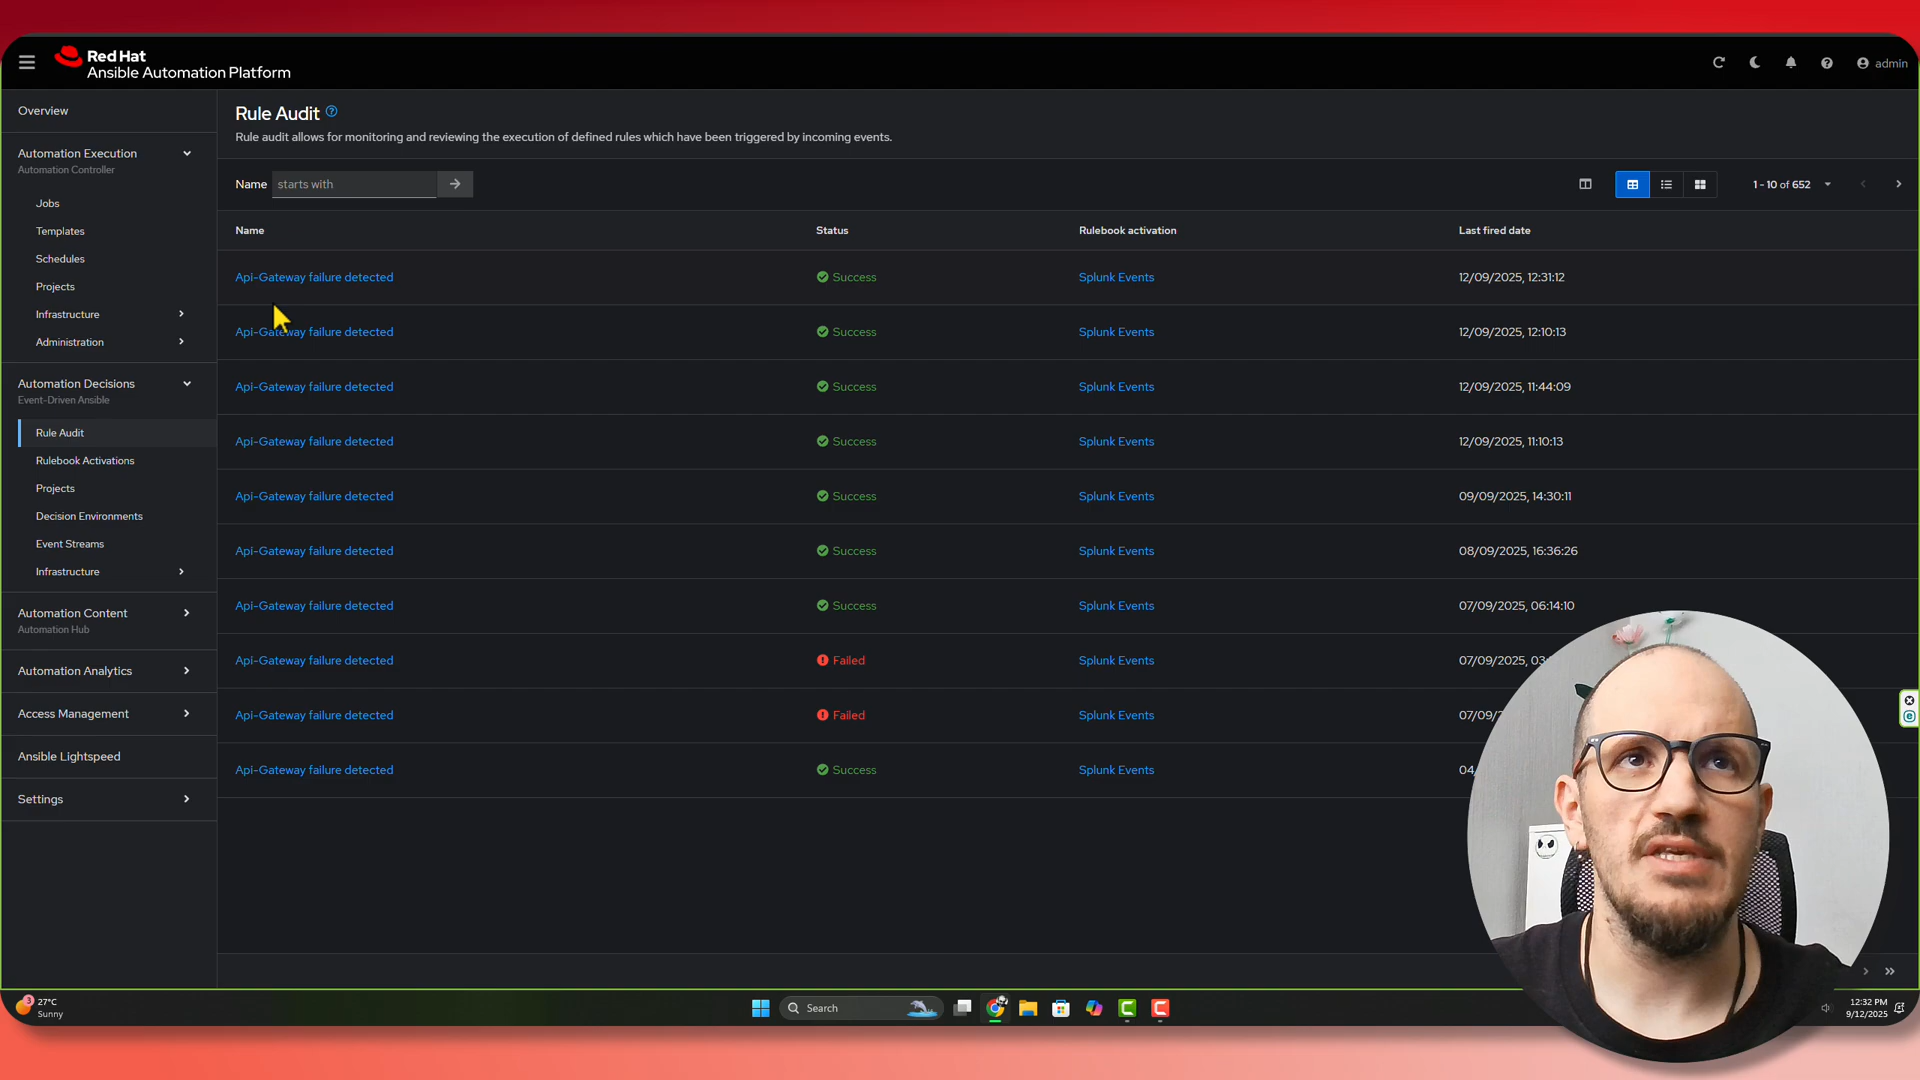 Red Hat
Ansible Automation Platform
admin
Overview
Automation Execution
Automation Controller
Jobs
Templates
Schedules
Projects
Infrastructure
Administration
Automation Decisions
Event-Driven Ansible
Rule Audit
Rulebook Activations
Projects
Decision Environments
Event Streams
Infrastructure
Automation Content
Automation Hub
Automation Analytics
Access Management
Ansible Lightspeed
Settings
Rule Audit
Rule audit allows for monitoring and reviewing the execution of defined rules which have been triggered by incoming events.
Name starts with
1 - 10 of 652
Name Status Rulebook activation Last fired date
Api-Gateway failure detected Success Splunk Events 12/09/2025, 12:31:12
Api-Gateway failure detected Success Splunk Events 12/09/2025, 12:10:13
Api-Gateway failure detected Success Splunk Events 12/09/2025, 11:44:09
Api-Gateway failure detected Success Splunk Events 12/09/2025, 11:10:13
Api-Gateway failure detected Success Splunk Events 09/09/2025, 14:30:11
Api-Gateway failure detected Success Splunk Events 08/09/2025, 16:36:26
Api-Gateway failure detected Success Splunk Events 07/09/2025, 06:14:10
Api-Gateway failure detected Failed Splunk Events 07/09/2025, 03
Api-Gateway failure detected Failed Splunk Events 07/09/
Api-Gateway failure detected Success Splunk Events 04/
3
27°C
Sunny
Search
12:32 PM
9/12/2025